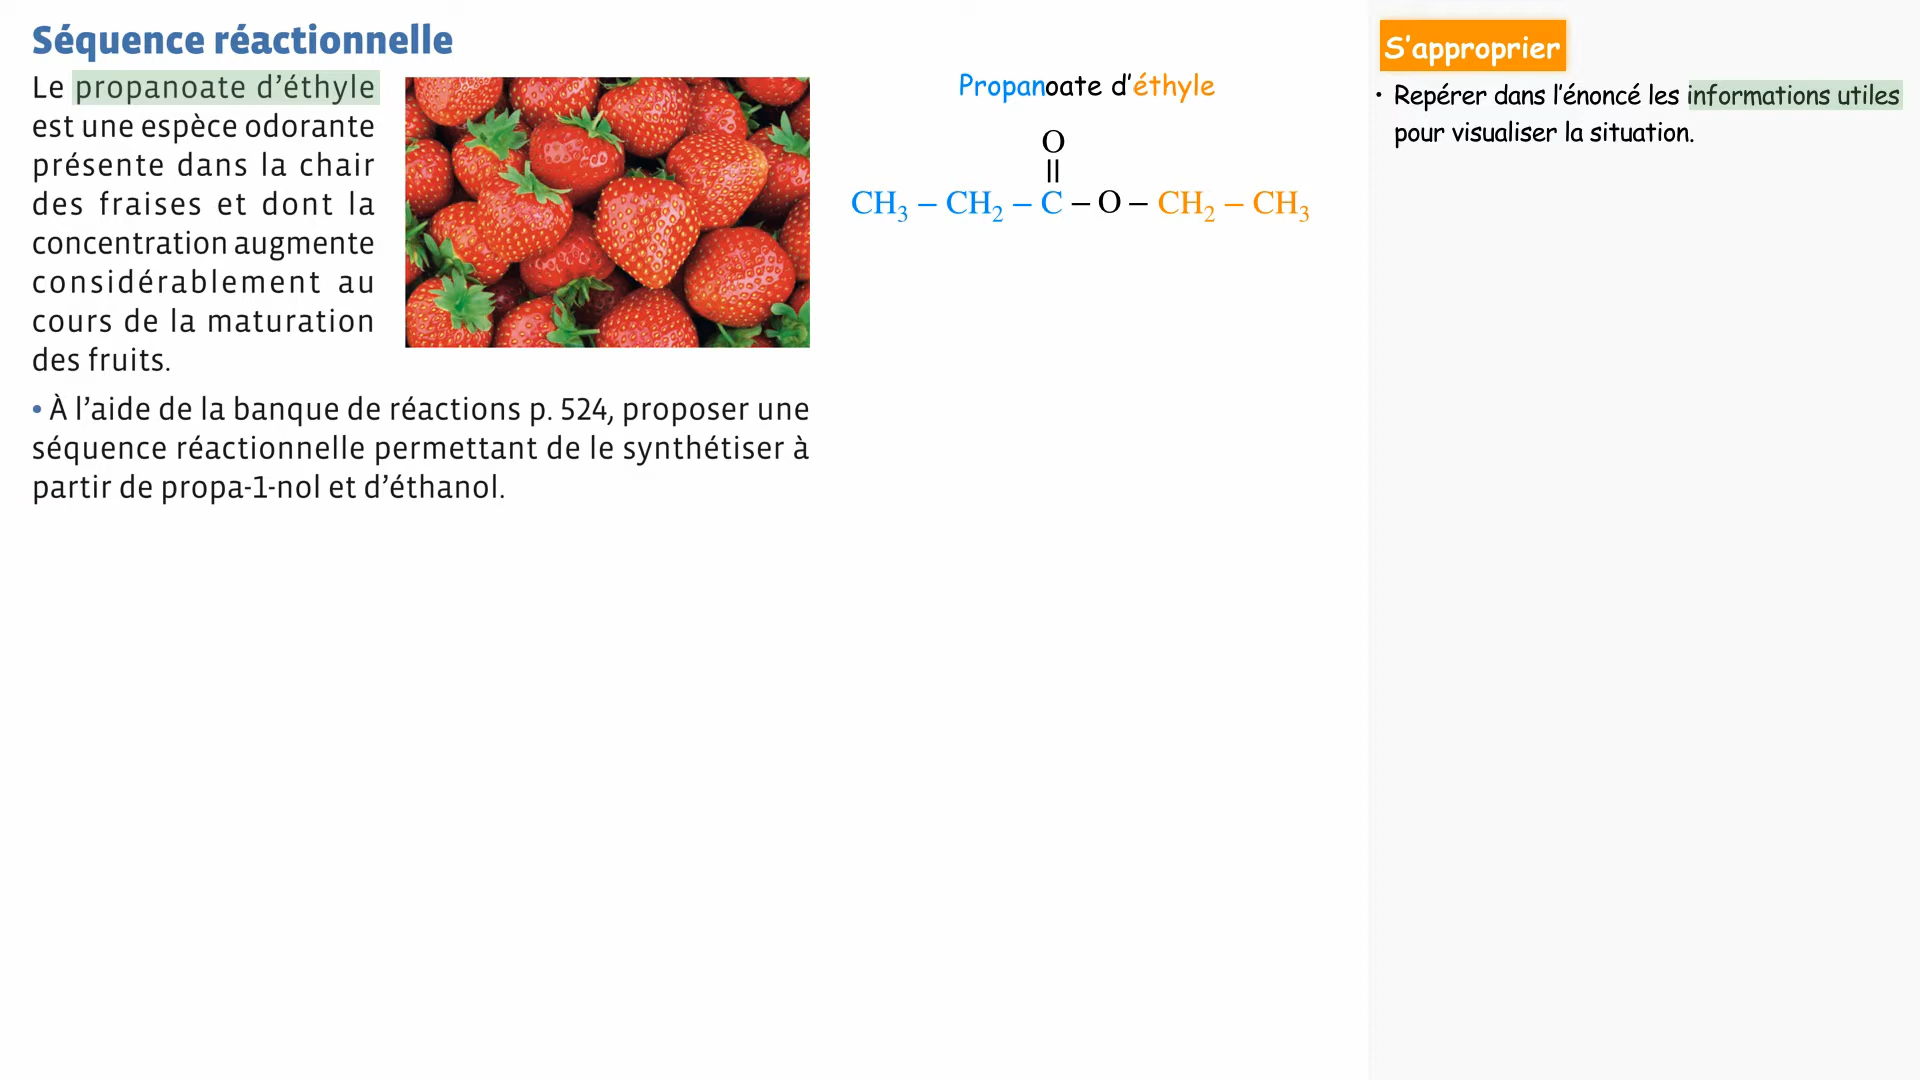 Séquence réactionnelle
Le propanoate d’éthyle
est une espèce odorante
présente dans la chair
des fraises et dont la
concentration augmente
considérablement au
cours de la maturation
des fruits.
• À l’aide de la banque de réactions p. 524, proposer une
séquence réactionnelle permettant de le synthétiser à
partir de propa-1-nol et d’éthanol.
Propanoate d’éthyle
O
||
CH₃ – CH₂ – C – O – CH₂ – CH₃
S’approprier
• Repérer dans l’énoncé les informations utiles
pour visualiser la situation.